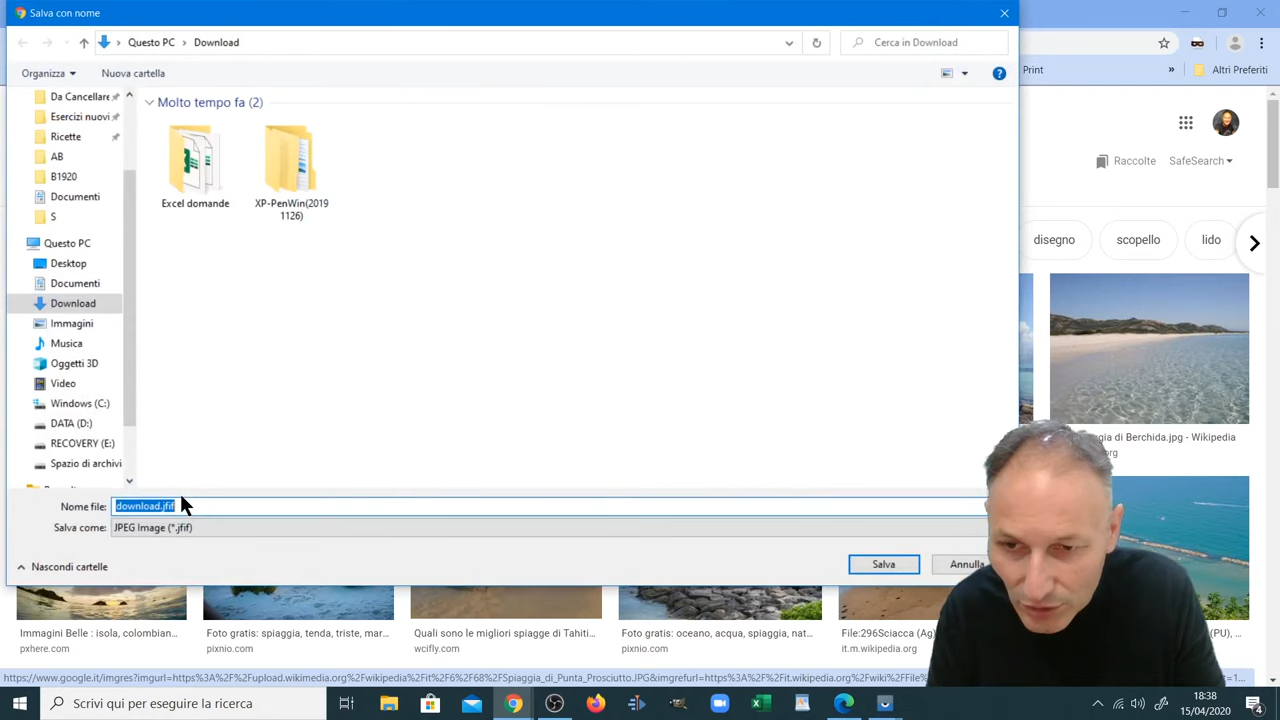 Salva con nome
Questo PC
Download
Cerca in Download
Organizza
Nuova cartella
Print
»
Altri Preferiti
Da Cancellare
Esercizi nuovi
Ricette
AB
B1920
Documenti
S
Questo PC
Desktop
Documenti
Download
Immagini
Musica
Oggetti 3D
Video
Windows (C:)
DATA (D:)
RECOVERY (E:)
Spazio di archivi
Molto tempo fa (2)
Excel domande
XP-PenWin(2019
1126)
Raccolte
SafeSearch
disegno
scopello
lido
gia di Berchida.jpg - Wikipedia
org
Nome file:
download.jfif
Salva come:
JPEG Image (*.jfif)
Nascondi cartelle
Salva
Annulla
Immagini Belle : isola, colombian...
pxhere.com
Foto gratis: spiaggia, tenda, triste, mar...
pixnio.com
Quali sono le migliori spiagge di Tahiti...
wcifly.com
Foto gratis: oceano, acqua, spiaggia, nat...
pixnio.com
File:296Sciacca (Ag)
it.m.wikipedia.org
(PU), ...
https://www.google.it/imgres?imgurl=https%3A%2F%2Fupload.wikimedia.org%2Fwikipedia%2Fit%2F6%2F68%2FSpiaggia_di_Punta_Prosciutto.JPG&imgrefurl=https%3A%2F%2Fit.wikipedia.org%2Fwiki%2FFile%
Scrivi qui per eseguire la ricerca
18:38
15/04/2020
4